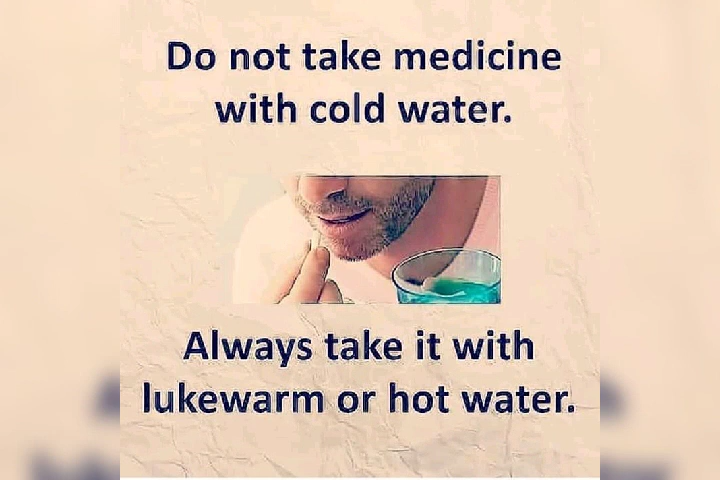 Do not take medicine
with cold water.
Always take it with
lukewarm or hot water.